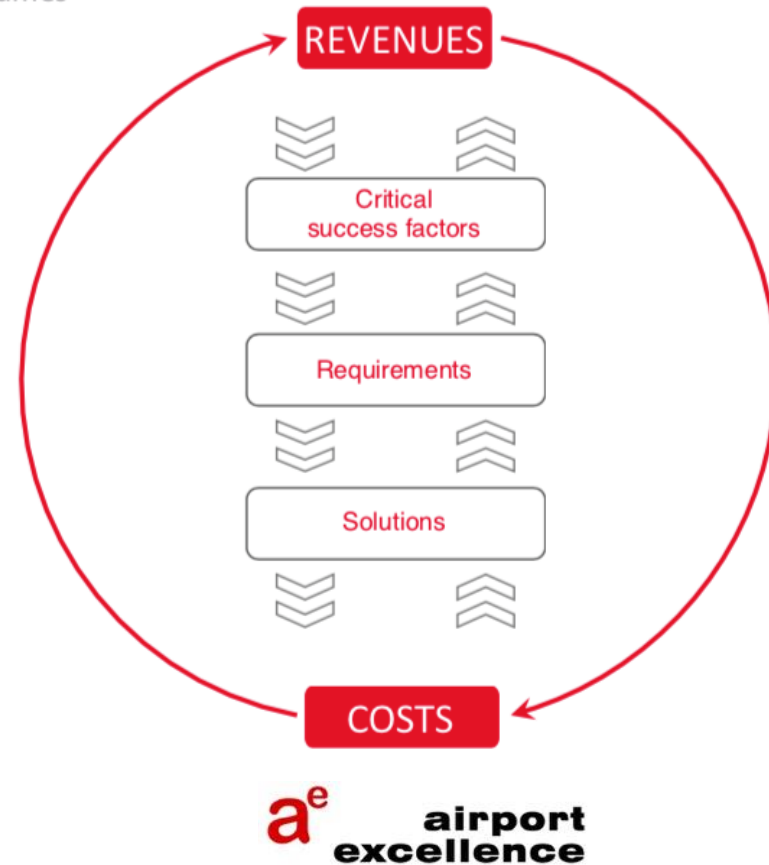 REVENUES
Critical
success factors
Requirements
Solutions
COSTS
ae airport
excellence